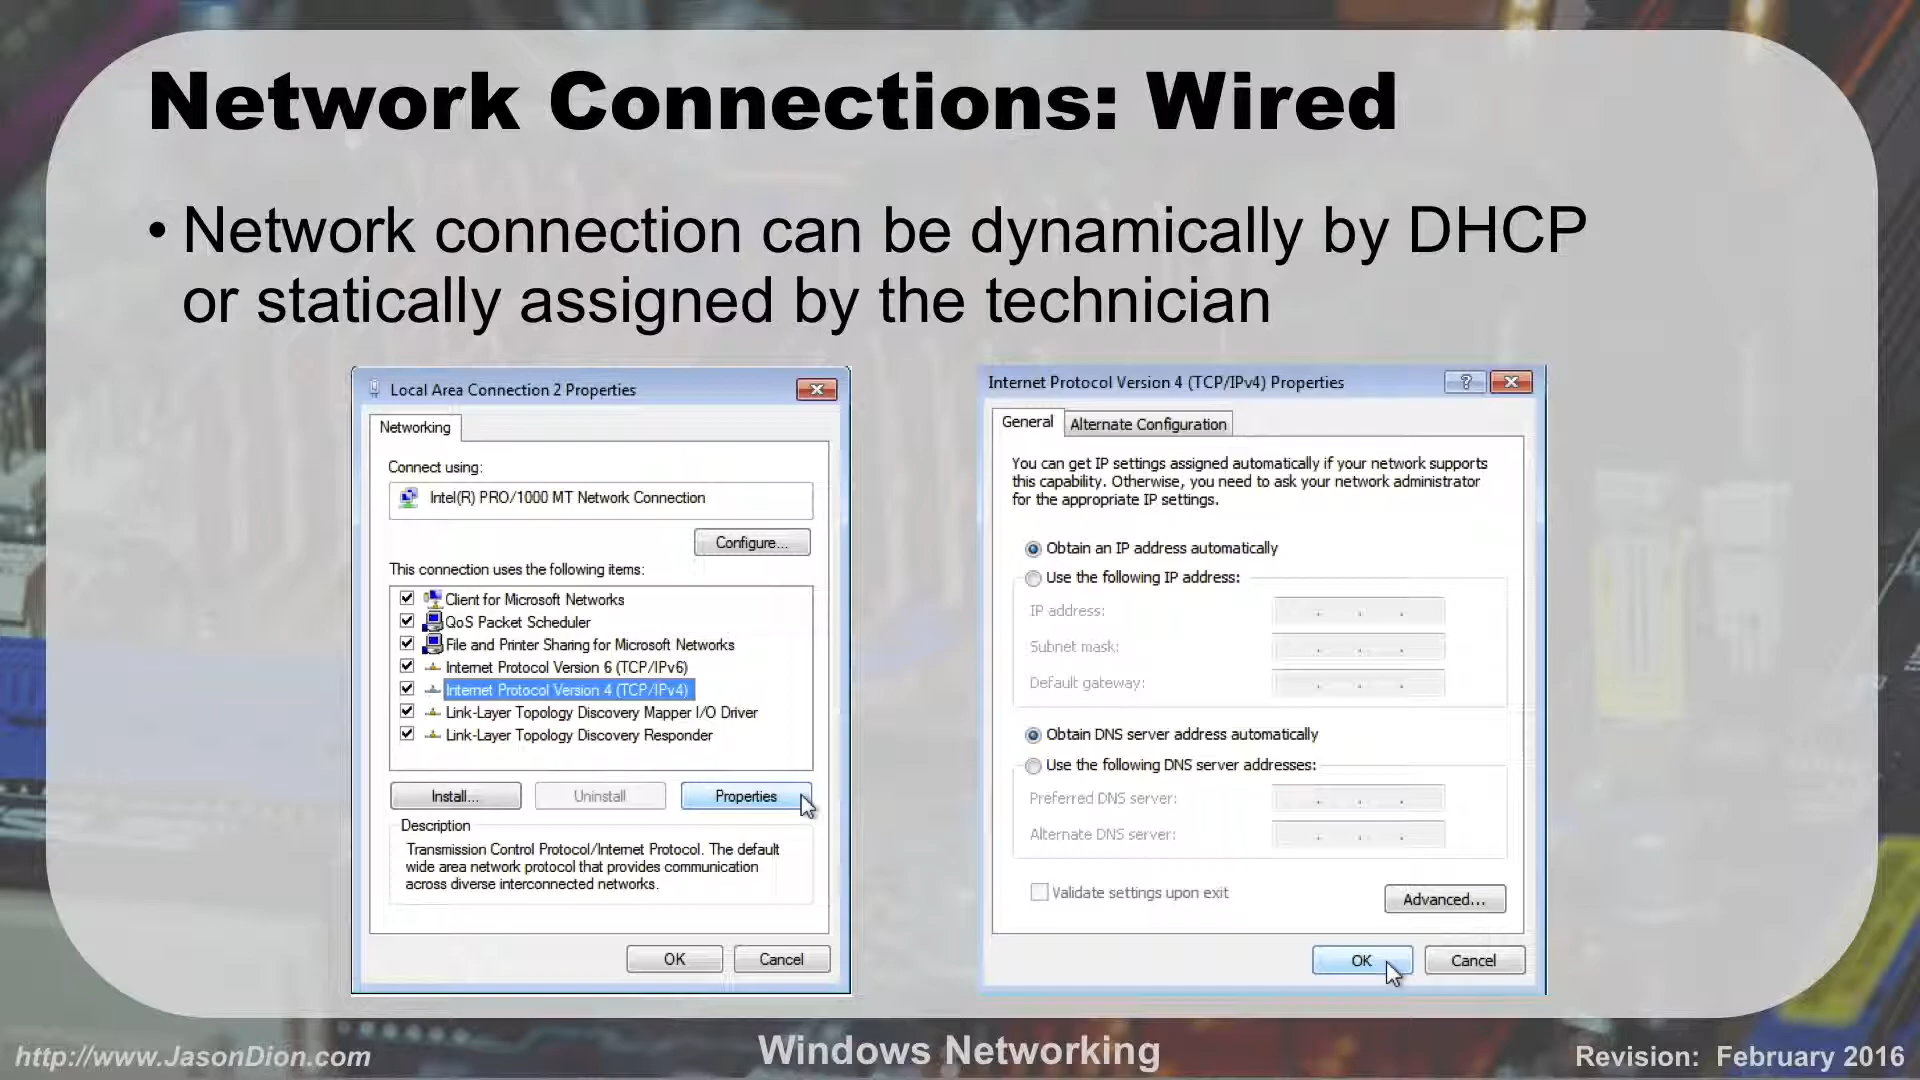 Network Connections: Wired
• Network connection can be dynamically by DHCP
or statically assigned by the technician
Local Area Connection 2 Properties
Networking
Connect using:
Intel(R) PRO/1000 MT Network Connection
Configure...
This connection uses the following items:
Client for Microsoft Networks
QoS Packet Scheduler
File and Printer Sharing for Microsoft Networks
Internet Protocol Version 6 (TCP/IPv6)
Internet Protocol Version 4 (TCP/IPv4)
Link-Layer Topology Discovery Mapper I/O Driver
Link-Layer Topology Discovery Responder
Install... Uninstall Properties
Description
Transmission Control Protocol/Internet Protocol. The default
wide area network protocol that provides communication
across diverse interconnected networks.
OK Cancel
Internet Protocol Version 4 (TCP/IPv4) Properties
General Alternate Configuration
You can get IP settings assigned automatically if your network supports
this capability. Otherwise, you need to ask your network administrator
for the appropriate IP settings.
Obtain an IP address automatically
Use the following IP address:
IP address:
Subnet mask:
Default gateway:
Obtain DNS server address automatically
Use the following DNS server addresses:
Preferred DNS server:
Alternate DNS server:
Validate settings upon exit
Advanced...
OK Cancel
http://www.JasonDion.com
Windows Networking
Revision: February 2016